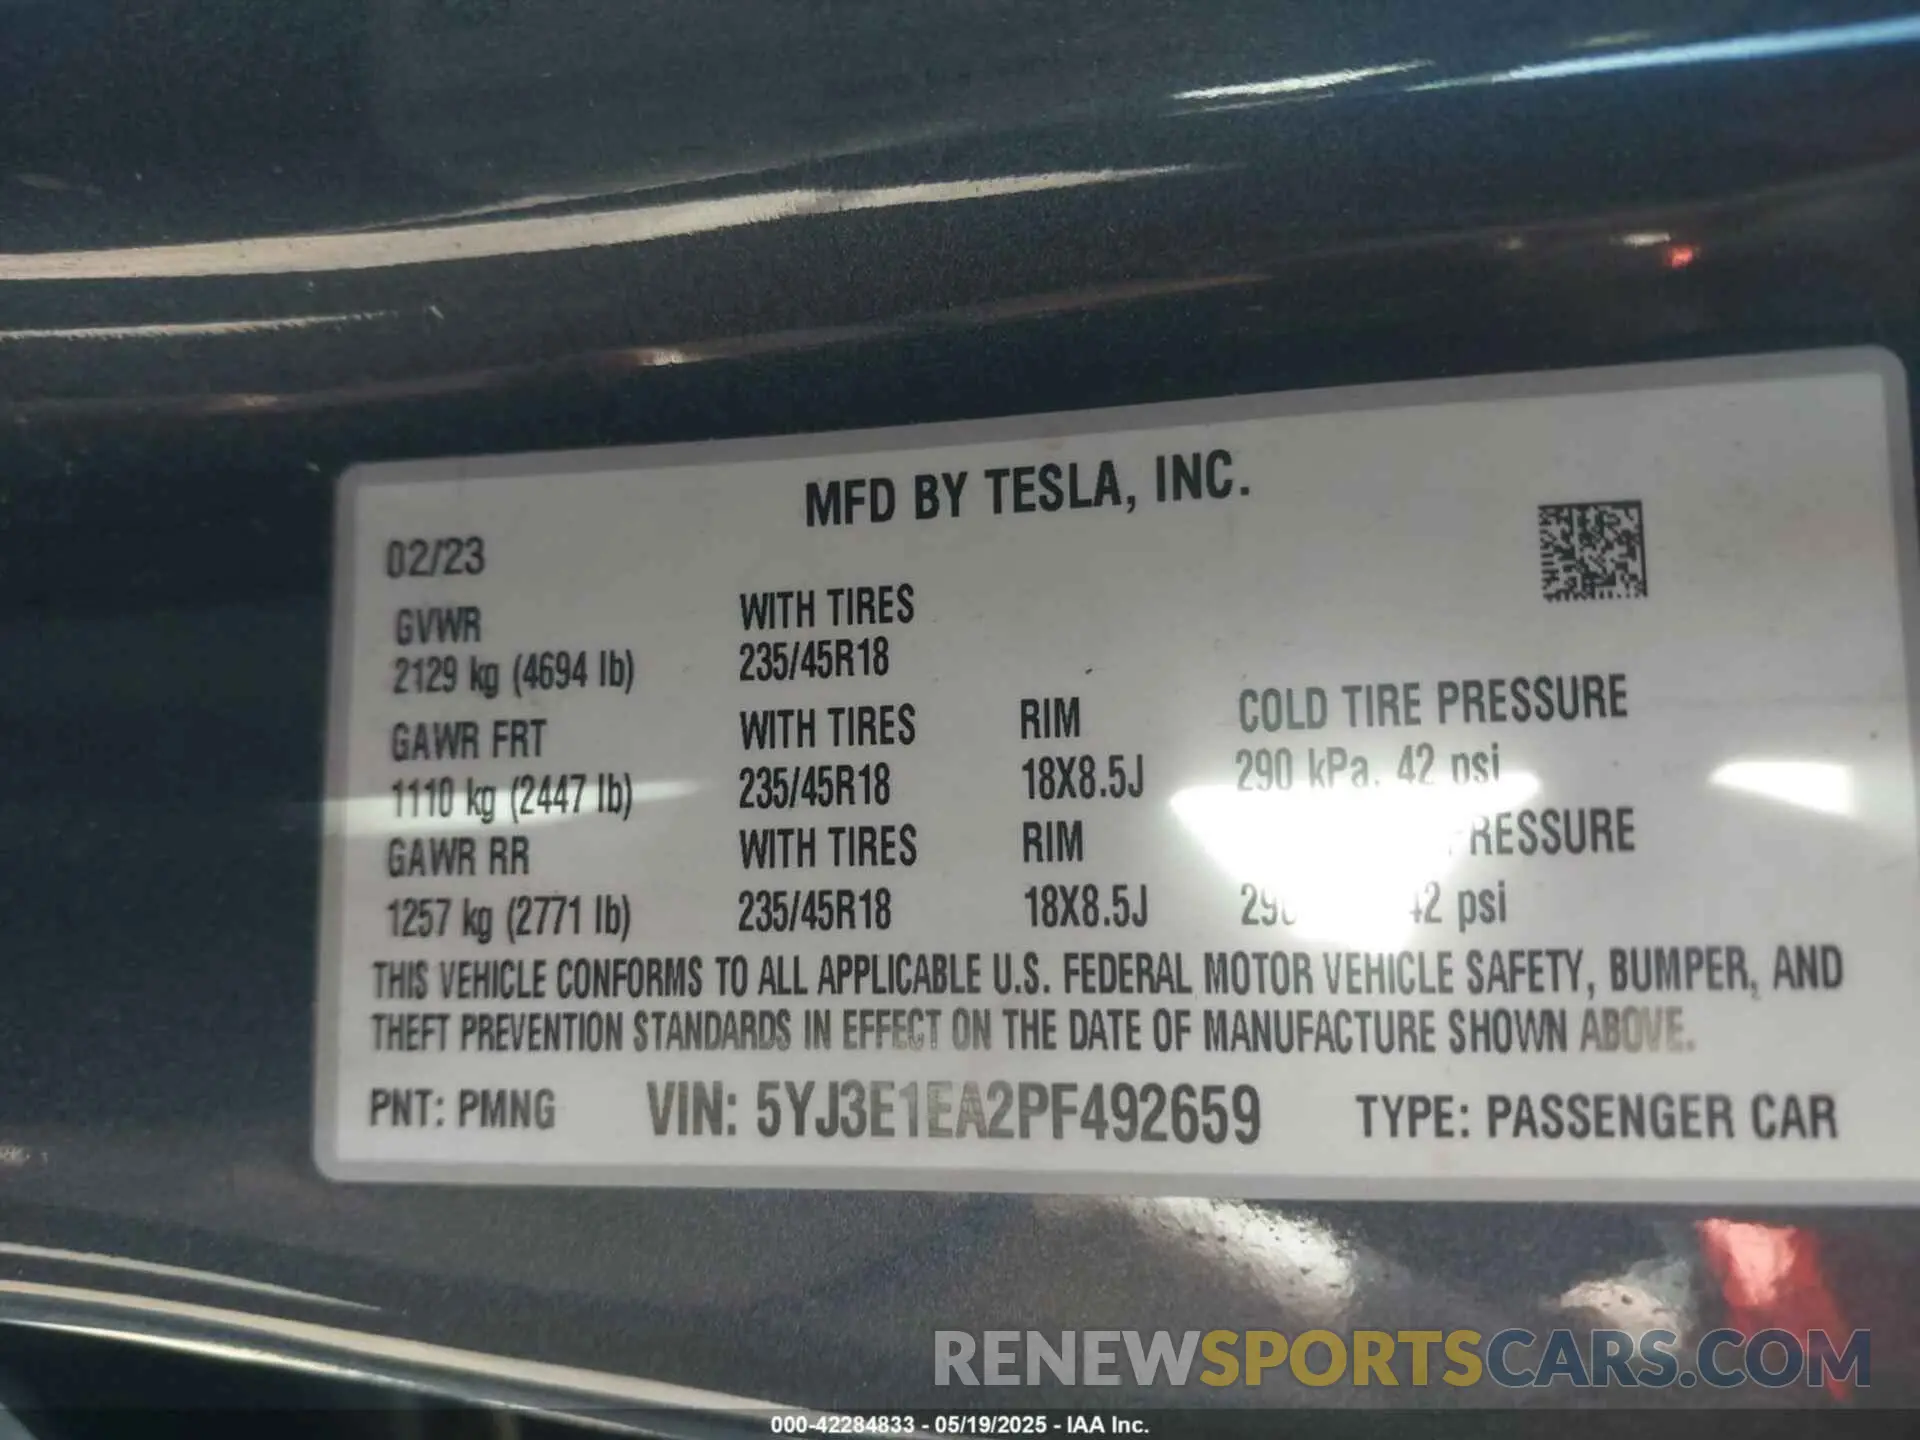 MFD BY TESLA, INC.
02/23
GVWR WITH TIRES
2129 kg (4694 lb) 235/45R18
GAWR FRT WITH TIRES RIM COLD TIRE PRESSURE
1110 kg (2447 lb) 235/45R18 18X8.5J 290 kPa. 42 psi
GAWR RR WITH TIRES RIM PRESSURE
1257 kg (2771 lb) 235/45R18 18X8.5J 42 psi
THIS VEHICLE CONFORMS TO ALL APPLICABLE U.S. FEDERAL MOTOR VEHICLE SAFETY, BUMPER, AND
THEFT PREVENTION STANDARDS IN EFFECT ON THE DATE OF MANUFACTURE SHOWN ABOVE.
PNT: PMNG VIN: 5YJ3E1EA2PF492659 TYPE: PASSENGER CAR
RENEWSPORTSCARS.COM
000-42284833 - 05/19/2025 - IAA Inc.